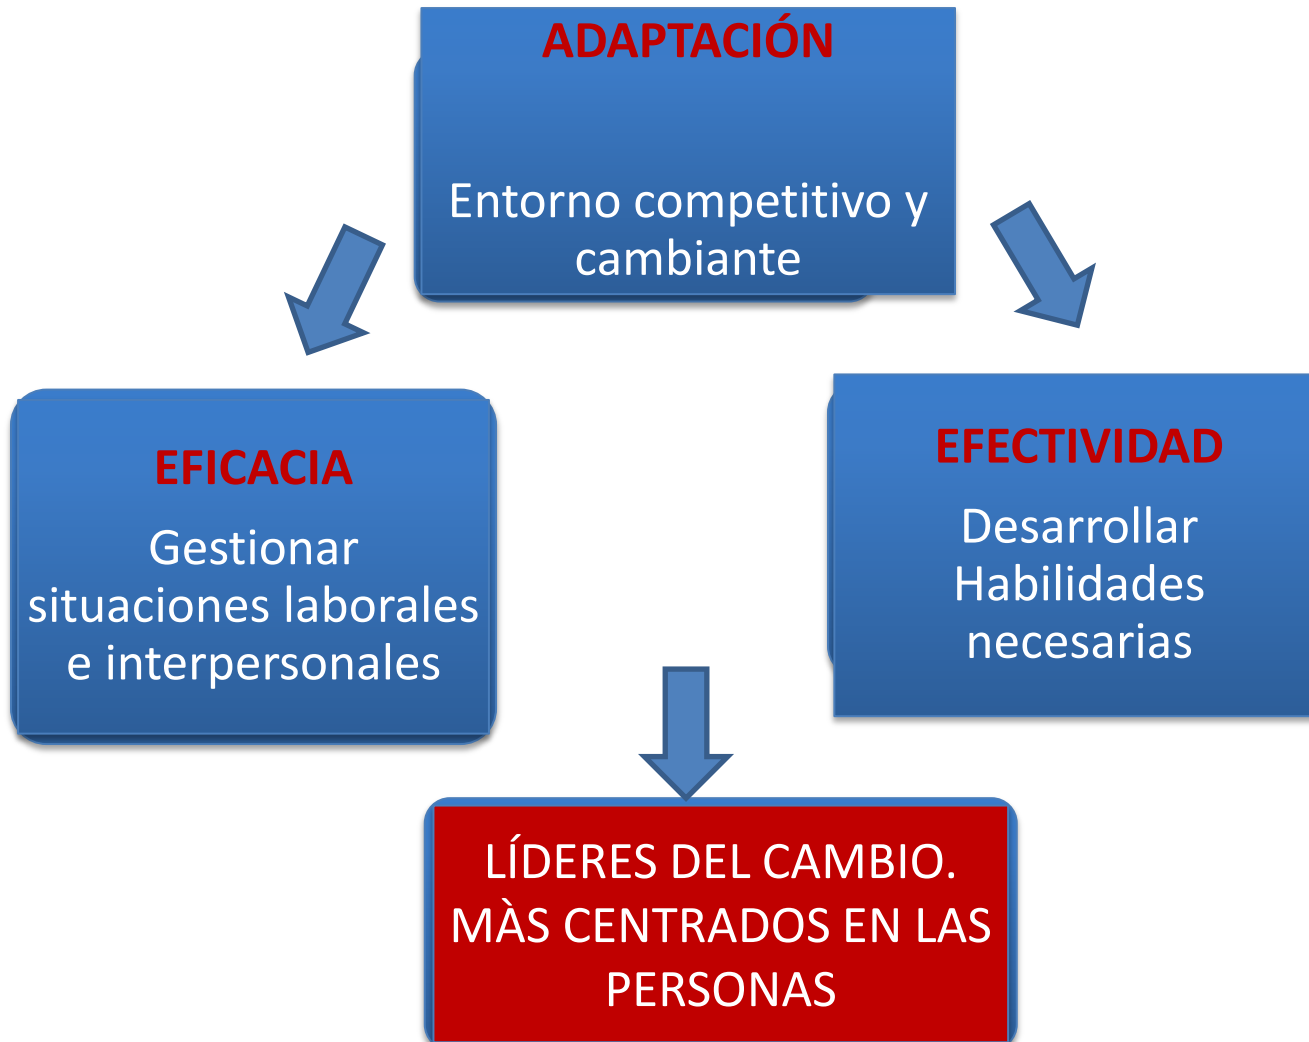 ADAPTACIÓN
Entorno competitivo y
cambiante
EFICACIA
Gestionar
situaciones laborales
e interpersonales
EFECTIVIDAD
Desarrollar
Habilidades
necesarias
LÍDERES DEL CAMBIO.
MÀS CENTRADOS EN LAS
PERSONAS